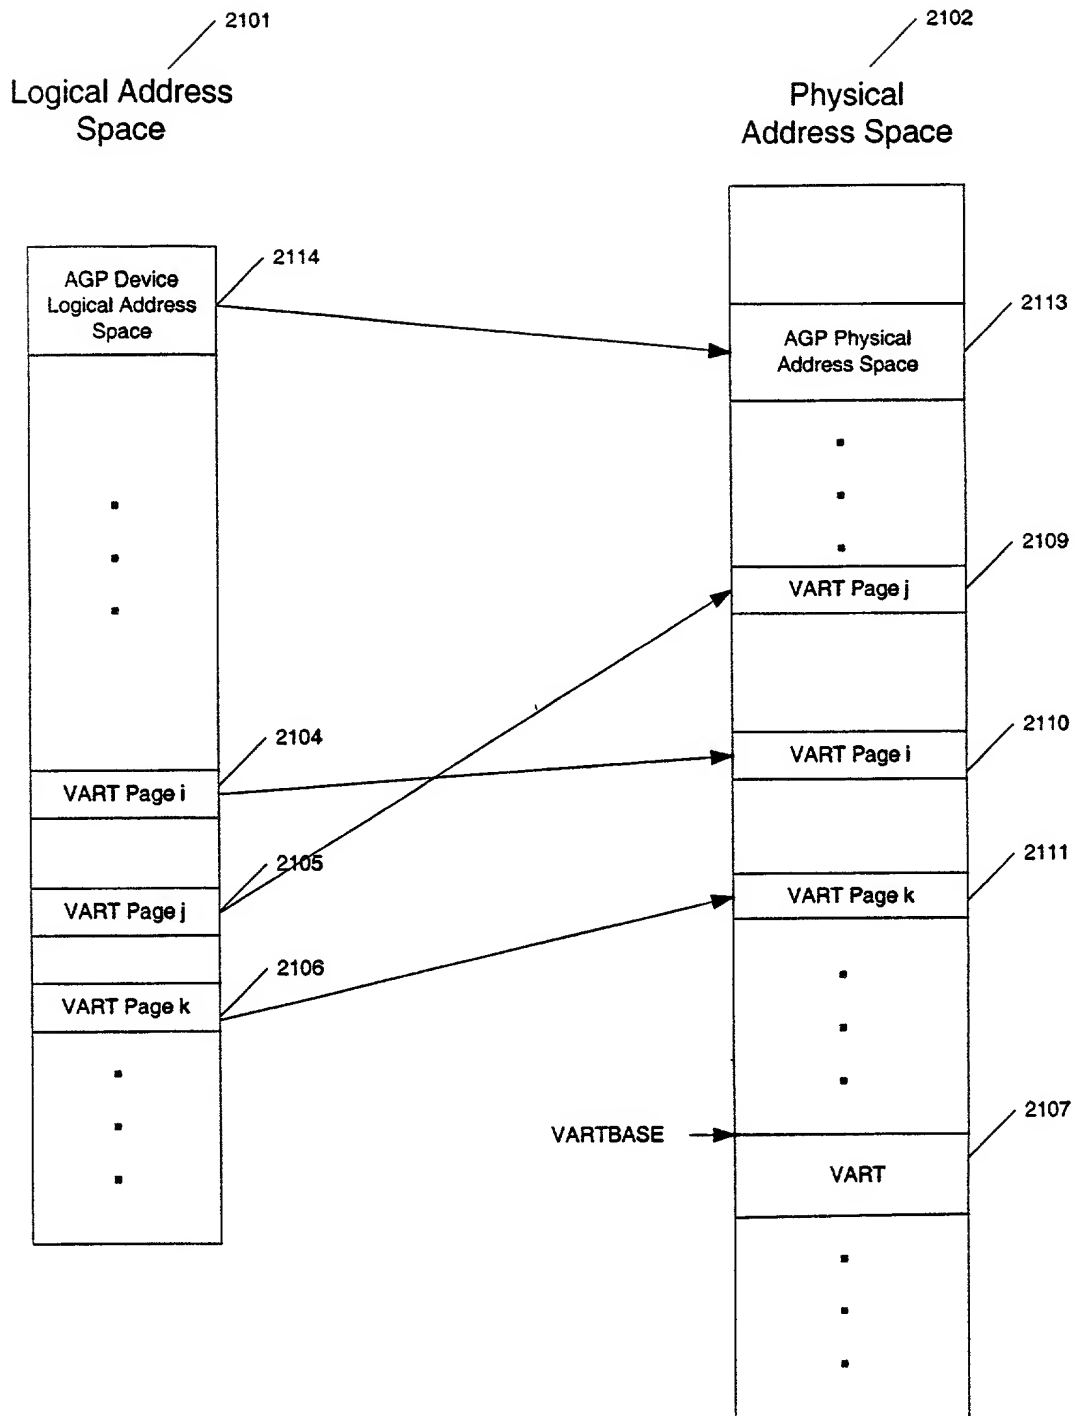 2101
Logical Address
Space
2102
Physical
Address Space
AGP Device
Logical Address
Space
2114
AGP Physical
Address Space
2113
VART Page j
2109
2104
VART Page i
VART Page i
2110
2105
VART Page j
VART Page k
2111
2106
VART Page k
VARTBASE
VART
2107